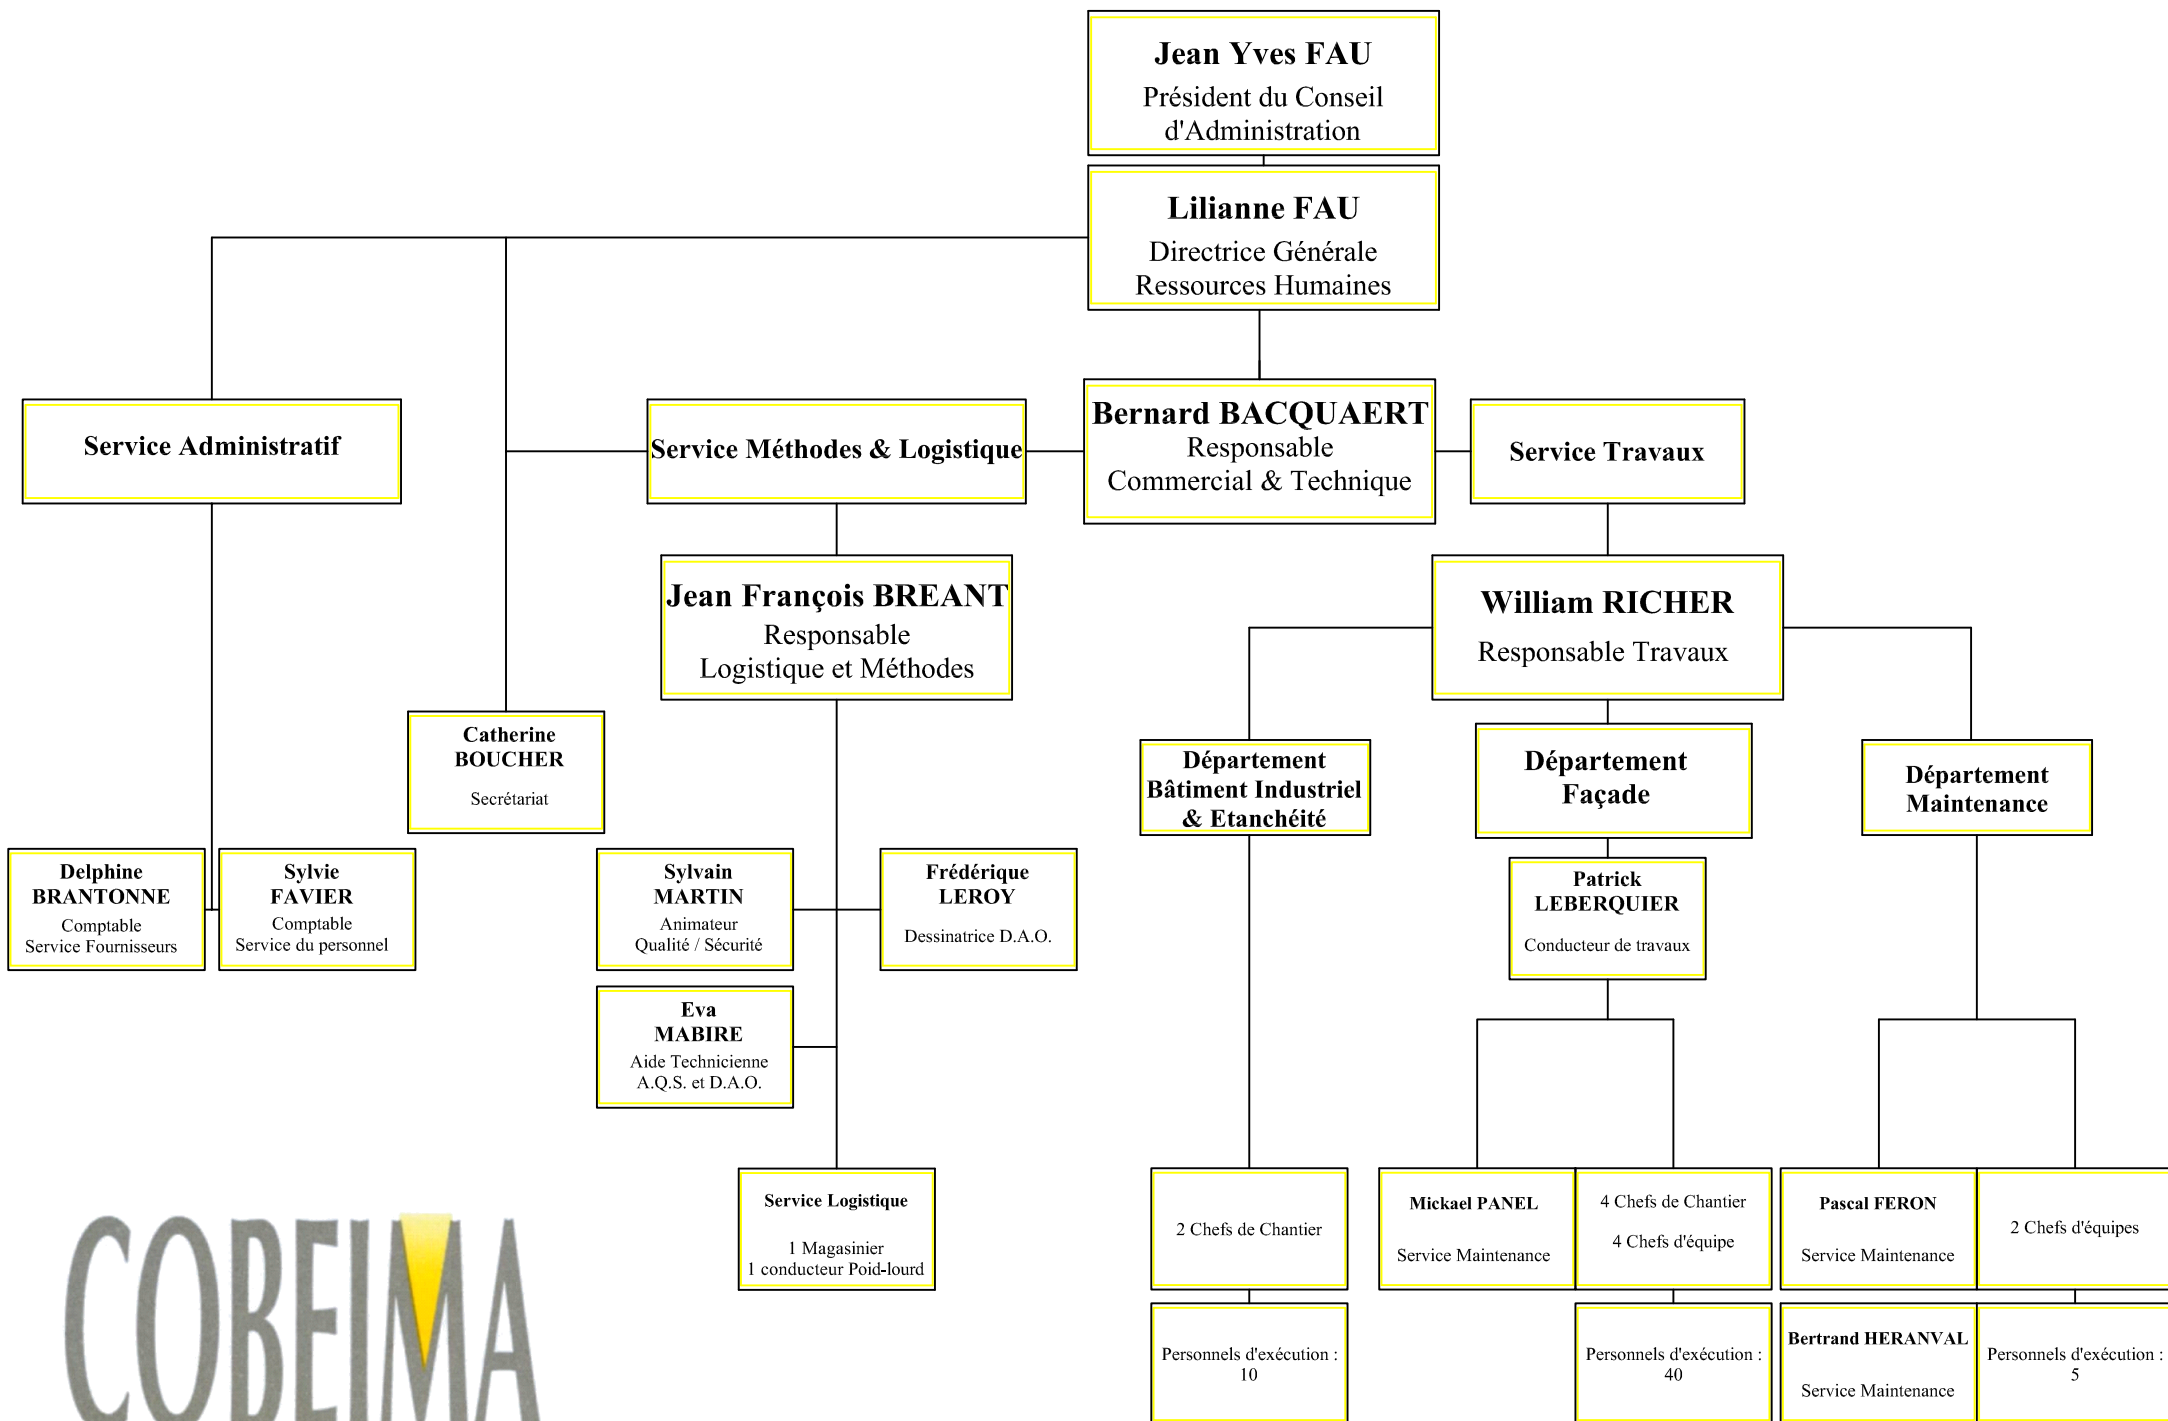 Jean Yves FAU
Président du Conseil
d'Administration
Lilianne FAU
Directrice Générale
Ressources Humaines
Service Administratif
Service Méthodes & Logistique
Bernard BACQUAERT
Responsable
Commercial & Technique
Service Travaux
Jean François BREANT
Responsable
Logistique et Méthodes
William RICHER
Responsable Travaux
Catherine
BOUCHER
Secrétariat
Département
Bâtiment Industriel
& Etanchéité
Département
Façade
Département
Maintenance
Delphine
BRANTONNE
Comptable
Service Fournisseurs
Sylvie
FAVIER
Comptable
Service du personnel
Sylvain
MARTIN
Animateur
Qualité / Sécurité
Frédérique
LEROY
Dessinatrice D.A.O.
Patrick
LEBERQUIER
Conducteur de travaux
Eva
MABIRE
Aide Technicienne
A.Q.S. et D.A.O.
Service Logistique
1 Magasinier
1 conducteur Poid-lourd
2 Chefs de Chantier
Mickael PANEL
Service Maintenance
4 Chefs de Chantier
4 Chefs d'équipe
Pascal FERON
Service Maintenance
2 Chefs d'équipes
Personnels d'exécution :
10
Personnels d'exécution :
40
Bertrand HERANVAL
Service Maintenance
Personnels d'exécution :
5
COBEIMA